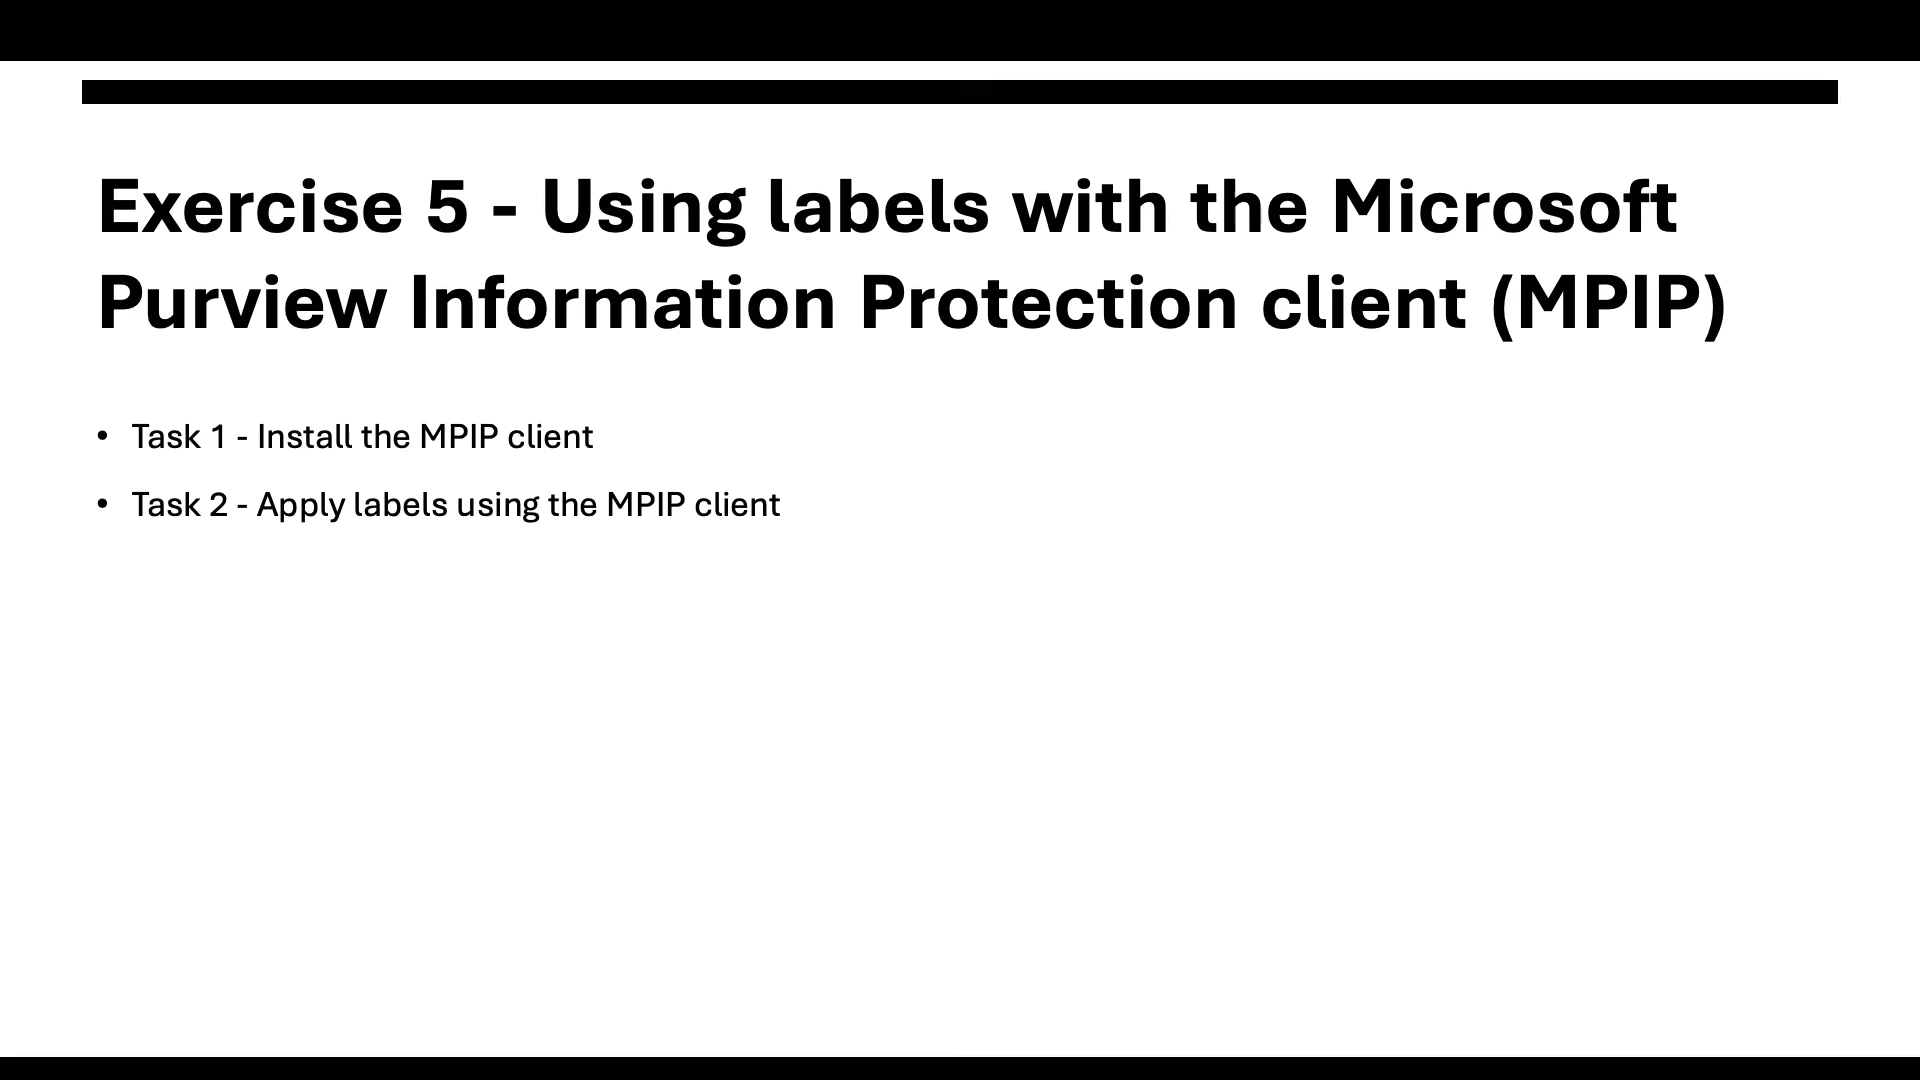 Exercise 5 - Using labels with the Microsoft
Purview Information Protection client (MPIP)
• Task 1 - Install the MPIP client
• Task 2 - Apply labels using the MPIP client